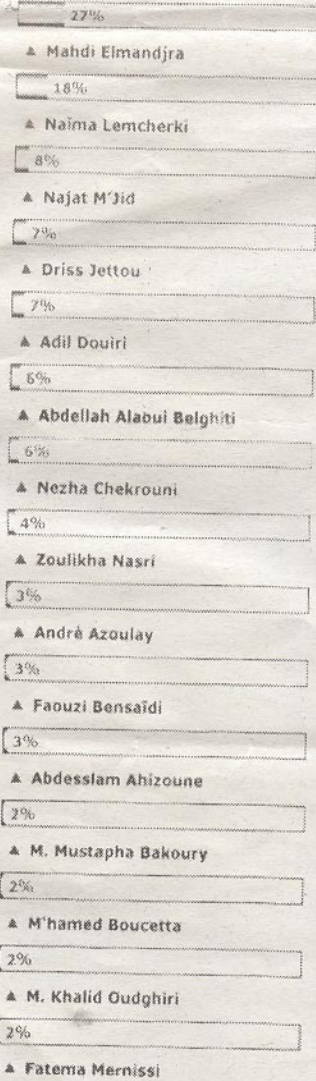 27%
▲ Mahdi Elmandjra
18%
▲ Naïma Lemcherki
8%
▲ Najat M'Jid
7%
▲ Driss Jettou
7%
▲ Adil Douiri
6%
▲ Abdellah Alaoui Belghiti
6%
▲ Nezha Chekrouni
4%
▲ Zoulikha Nasri
3%
▲ André Azoulay
3%
▲ Faouzi Bensaïdi
3%
▲ Abdesslam Ahizoune
2%
▲ M. Mustapha Bakoury
2%
▲ M'hamed Boucetta
2%
▲ M. Khalid Oudghiri
2%
▲ Fatema Mernissi